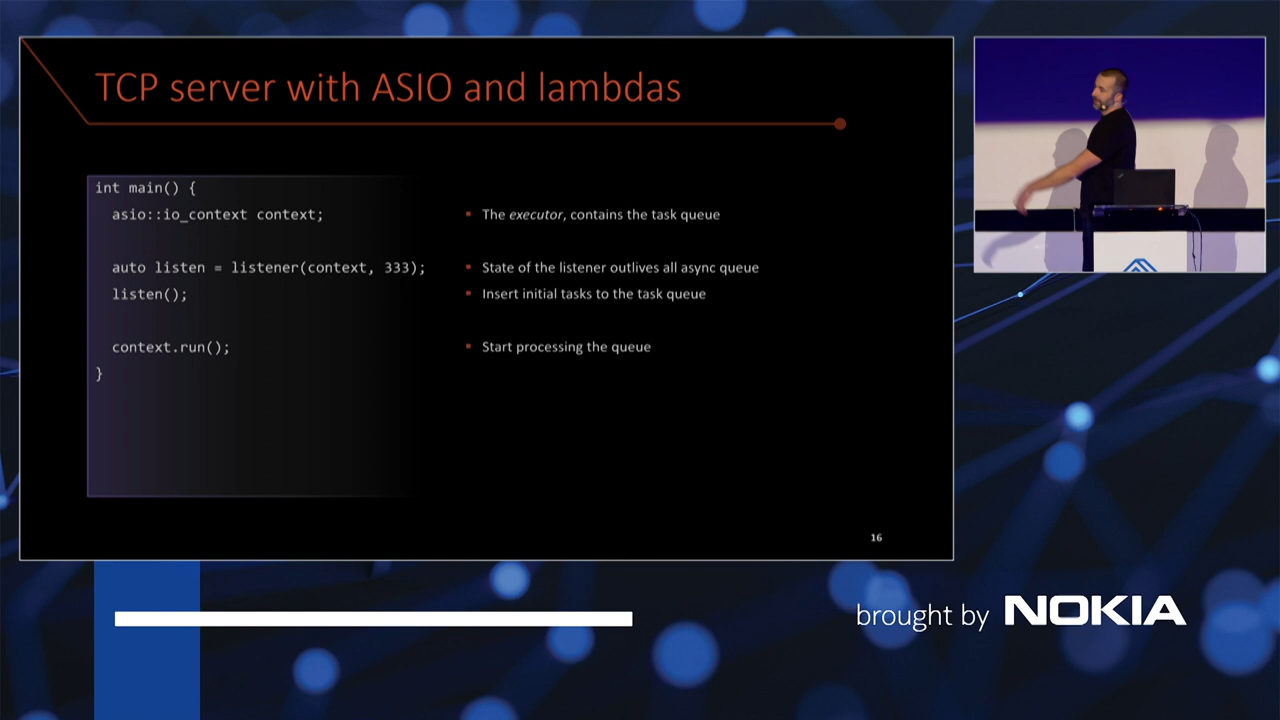 TCP server with ASIO and lambdas
int main() {
asio::io_context context;
The executor, contains the task queue
auto listen = listener(context, 333);
State of the listener outlives all async queue
listen();
Insert initial tasks to the task queue
context.run();
Start processing the queue
}
16
brought by NOKIA